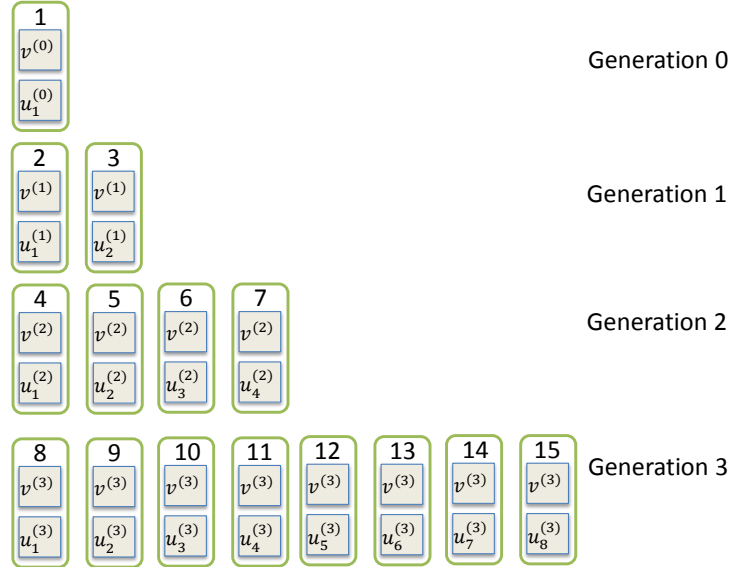 1
v^{(0)}
Generation 0
u_1^{(0)}
2 3
v^{(1)} v^{(1)}
Generation 1
u_1^{(1)} u_2^{(1)}
4 5 6 7
v^{(2)} v^{(2)} v^{(2)} v^{(2)}
Generation 2
u_1^{(2)} u_2^{(2)} u_3^{(2)} u_4^{(2)}
8 9 10 11 12 13 14 15
Generation 3
v^{(3)} v^{(3)} v^{(3)} v^{(3)} v^{(3)} v^{(3)} v^{(3)} v^{(3)}
u_1^{(3)} u_2^{(3)} u_3^{(3)} u_4^{(3)} u_5^{(3)} u_6^{(3)} u_7^{(3)} u_8^{(3)}